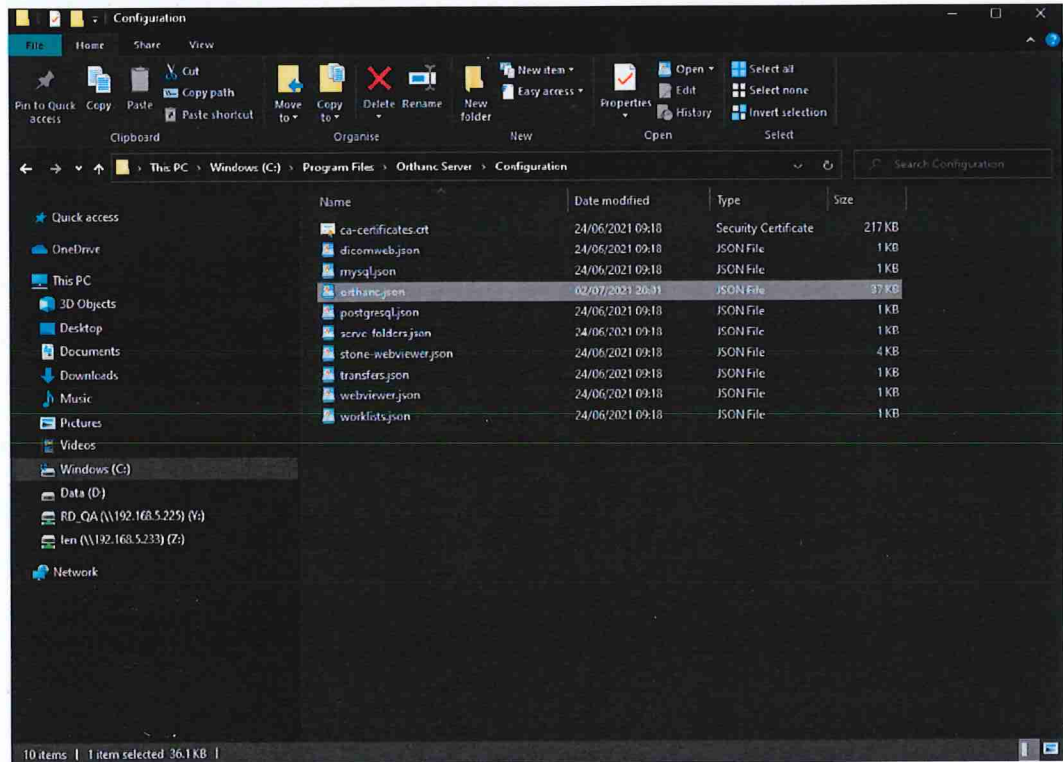 Configuration
File Home Share View
Pin to Quick access
Copy
Paste
Cut
Copy path
Paste shortcut
Clipboard
Move to
Copy to
Delete
Rename
Organise
New folder
New item
Easy access
New
Properties
Open
Edit
History
Open
Select all
Select none
Invert selection
Select
This PC > Windows (C:) > Program Files > Orthanc Server > Configuration
Search Configuration
Quick access
OneDrive
This PC
3D Objects
Desktop
Documents
Downloads
Music
Pictures
Videos
Windows (C:)
Data (D:)
RD_QA (\\192.168.5.225) (Y:)
len (\\192.168.5.233) (Z:)
Network
Name Date modified Type Size
ca-certificates.crt 24/06/2021 09:18 Security Certificate 217 KB
dicomweb.json 24/06/2021 09:18 JSON File 1 KB
mysql.json 24/06/2021 09:18 JSON File 1 KB
orthanc.json 02/07/2021 20:01 JSON File 37 KB
postgresql.json 24/06/2021 09:18 JSON File 1 KB
serve-folders.json 24/06/2021 09:18 JSON File 1 KB
stone-webviewer.json 24/06/2021 09:18 JSON File 4 KB
transfers.json 24/06/2021 09:18 JSON File 1 KB
webviewer.json 24/06/2021 09:18 JSON File 1 KB
worklists.json 24/06/2021 09:18 JSON File 1 KB
10 items | 1 item selected 36.1 KB |